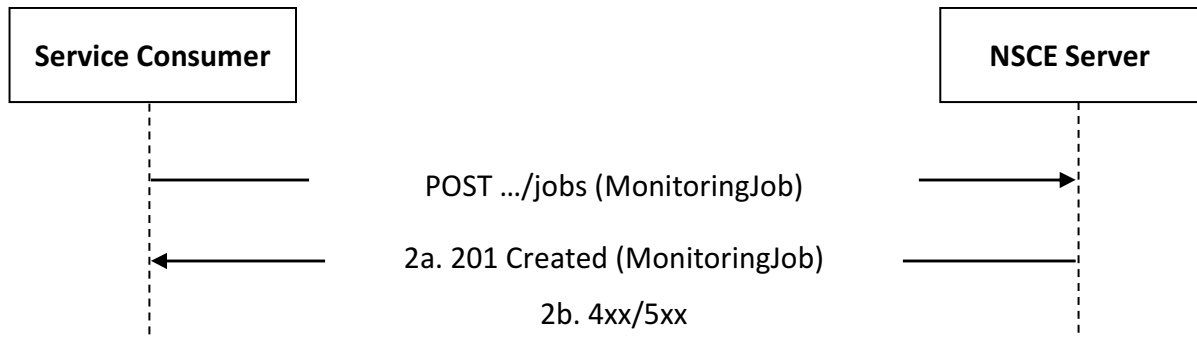 Service Consumer
NSCE Server
POST …/jobs (MonitoringJob)
2a. 201 Created (MonitoringJob)
2b. 4xx/5xx